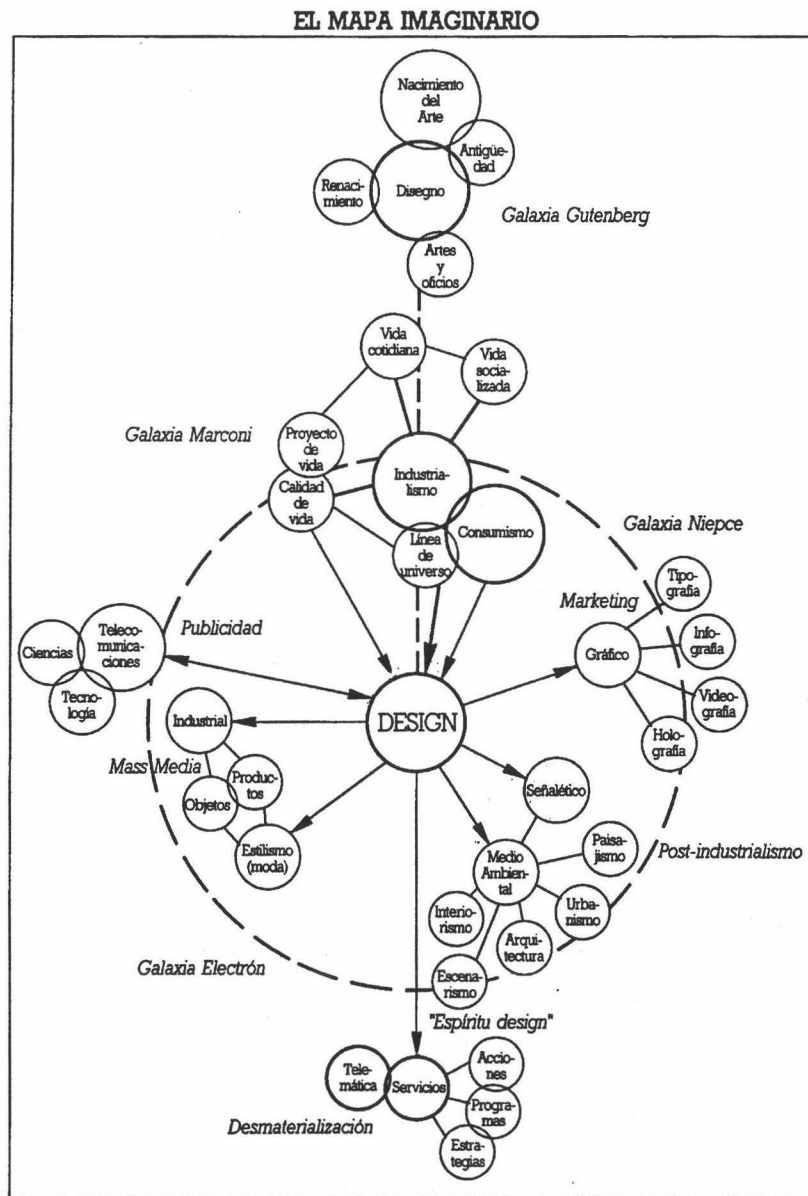 EL MAPA IMAGINARIO
Nacimiento
del
Arte
Antigüe-
dad
Renaci-
miento
Disegno
Galaxia Gutenberg
Artes
y
oficios
Vida
cotidiana
Vida
socia-
lizada
Galaxia Marconi
Proyecto
de
vida
Industria-
lismo
Calidad
de
vida
Galaxia Niepce
Consumismo
Línea
de
universo
Tipo-
grafía
Marketing
Publicidad
Teleco-
munica-
ciones
Ciencias
Gráfico
Info-
grafía
Tecno-
logía
Video-
grafía
Industrial
DESIGN
Holo-
grafía
Mass Media
Produc-
tos
Objetos
Señalético
Estilismo
(moda)
Medio
Ambien-
tal
Paisa-
jismo
Post-industrialismo
Interio-
rismo
Urba-
nismo
Arqui-
tectura
Galaxia Electrón
Escena-
rismo
"Espíritu design"
Tele-
mática
Servicios
Accio-
nes
Progra-
mas
Desmaterialización
Estra-
tegias